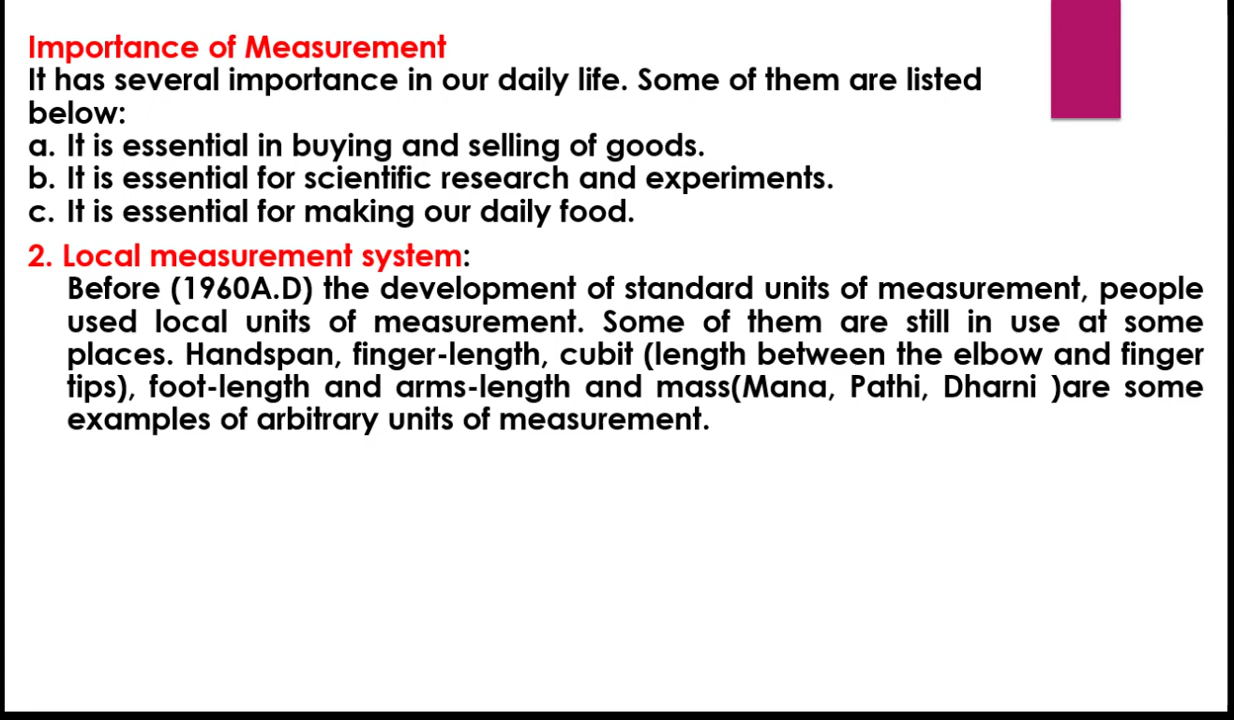 Importance of Measurement
It has several importance in our daily life. Some of them are listed
below:
a. It is essential in buying and selling of goods.
b. It is essential for scientific research and experiments.
c. It is essential for making our daily food.
2. Local measurement system:
Before (1960A.D) the development of standard units of measurement, people
used local units of measurement. Some of them are still in use at some
places. Handspan, finger-length, cubit (length between the elbow and finger
tips), foot-length and arms-length and mass(Mana, Pathi, Dharni )are some
examples of arbitrary units of measurement.